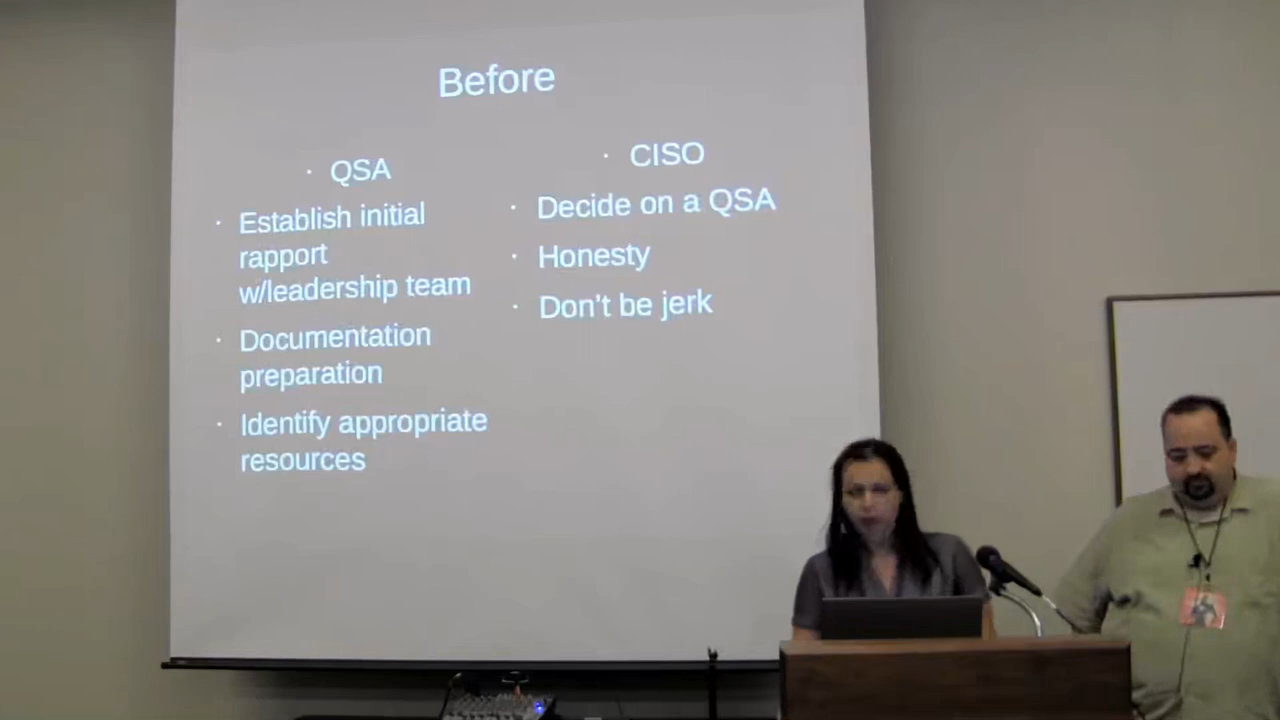 Before
· QSA
· Establish initial
rapport
w/leadership team
· Documentation
preparation
· Identify appropriate
resources
· CISO
· Decide on a QSA
· Honesty
· Don't be jerk